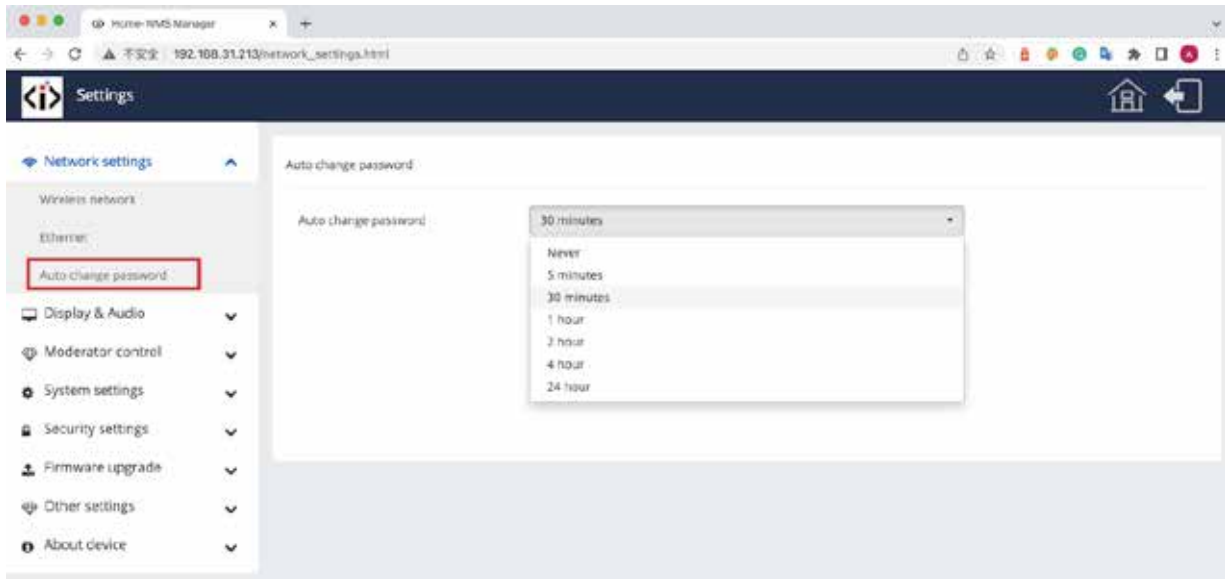 Home-NMS Manager
不安全 192.168.31.213/network_settings.html
<i> Settings
Network settings
Wireless network
Ethernet
Auto change password
Display & Audio
Moderator control
System settings
Security settings
Firmware upgrade
Other settings
About device
Auto change password
Auto change password 30 minutes
Never
5 minutes
30 minutes
1 hour
2 hour
4 hour
24 hour